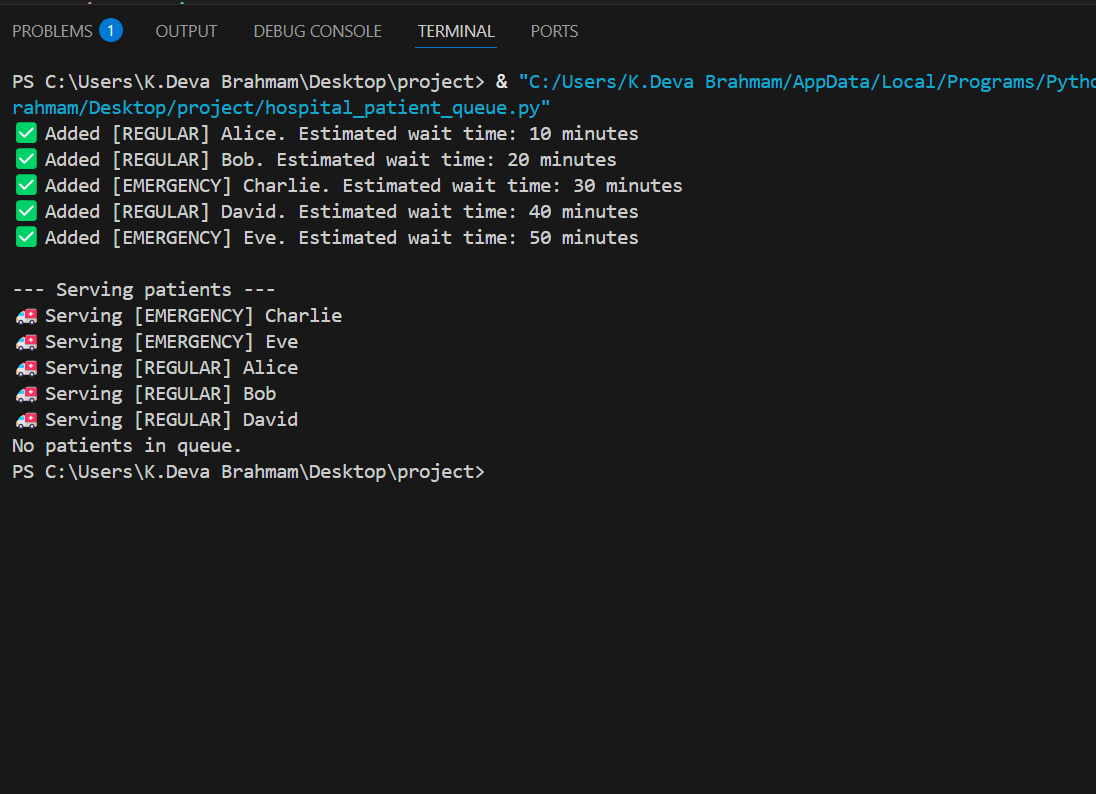 PROBLEMS 1 OUTPUT DEBUG CONSOLE TERMINAL PORTS
PS C:\Users\K.Deva Brahmam\Desktop\project> & "C:/Users/K.Deva Brahmam/AppData/Local/Programs/Pytho
rahmam/Desktop/project/hospital_patient_queue.py"
✅ Added [REGULAR] Alice. Estimated wait time: 10 minutes
✅ Added [REGULAR] Bob. Estimated wait time: 20 minutes
✅ Added [EMERGENCY] Charlie. Estimated wait time: 30 minutes
✅ Added [REGULAR] David. Estimated wait time: 40 minutes
✅ Added [EMERGENCY] Eve. Estimated wait time: 50 minutes
--- Serving patients ---
🚑 Serving [EMERGENCY] Charlie
🚑 Serving [EMERGENCY] Eve
🚑 Serving [REGULAR] Alice
🚑 Serving [REGULAR] Bob
🚑 Serving [REGULAR] David
No patients in queue.
PS C:\Users\K.Deva Brahmam\Desktop\project>